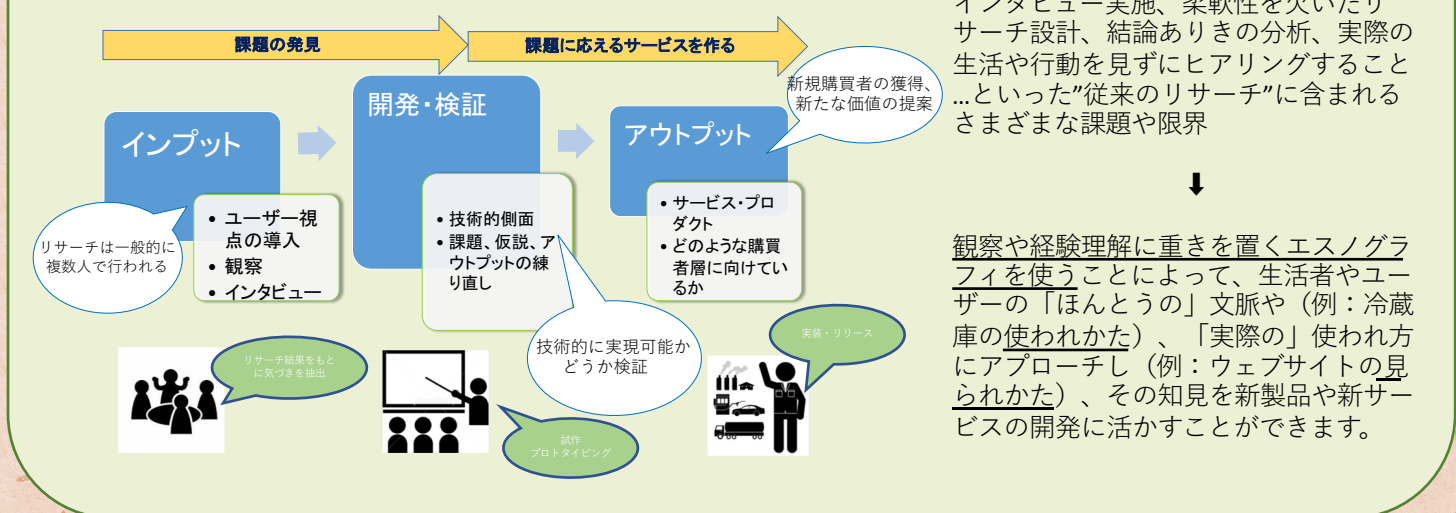 課題の発見
課題に応えるサービスを作る
インプット
開発・検証
アウトプット
新規購買者の獲得、
新たな価値の提案
リサーチは一般的に
複数人で行われる
• ユーザー視
点の導入
• 観察
• インタビュー
• 技術的側面
• 課題、仮説、ア
ウトプットの練
り直し
• サービス・プロ
ダクト
• どのような購買
者層に向けてい
るか
技術的に実現可能か
どうか検証
リサーチ結果をもと
に気づきを抽出
試作
プロトタイピング
実装・リリース
インタビュー実施、柔軟性を欠いたリ
サーチ設計、結論ありきの分析、実際の
生活や行動を見ずにヒアリングすること
…といった”従来のリサーチ”に含まれる
さまざまな課題や限界
⬇
観察や経験理解に重きを置くエスノグラ
フィを使うことによって、生活者やユー
ザーの「ほんとうの」文脈や（例：冷蔵
庫の使われかた）、「実際の」使われ方
にアプローチし（例：ウェブサイトの見
られかた）、その知見を新製品や新サー
ビスの開発に活かすことができます。